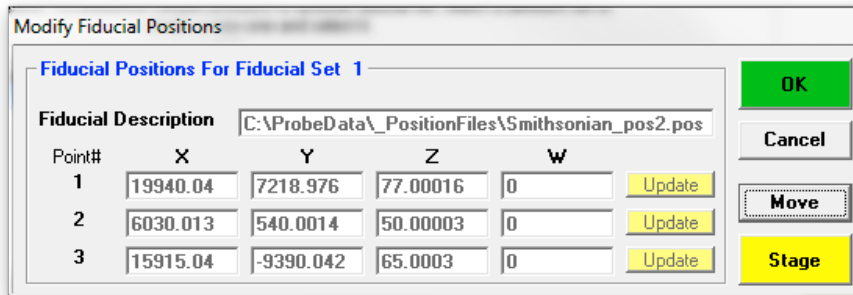 Modify Fiducial Positions
Fiducial Positions For Fiducial Set 1
OK
Fiducial Description C:\ProbeData\_PositionFiles\Smithsonian_pos2.pos
Cancel
Point# X Y Z W
1 19940.04 7218.976 77.00016 0 Update
Move
2 6030.013 540.0014 50.00003 0 Update
3 15915.04 -9390.042 65.0003 0 Update
Stage